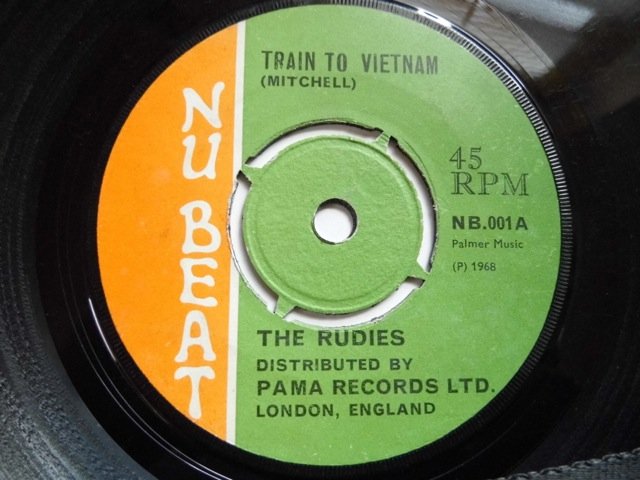 NU BEAT
TRAIN TO VIETNAM
(MITCHELL)
45
RPM
NB.001A
Palmer Music
(P) 1968
THE RUDIES
DISTRIBUTED BY
PAMA RECORDS LTD.
LONDON, ENGLAND